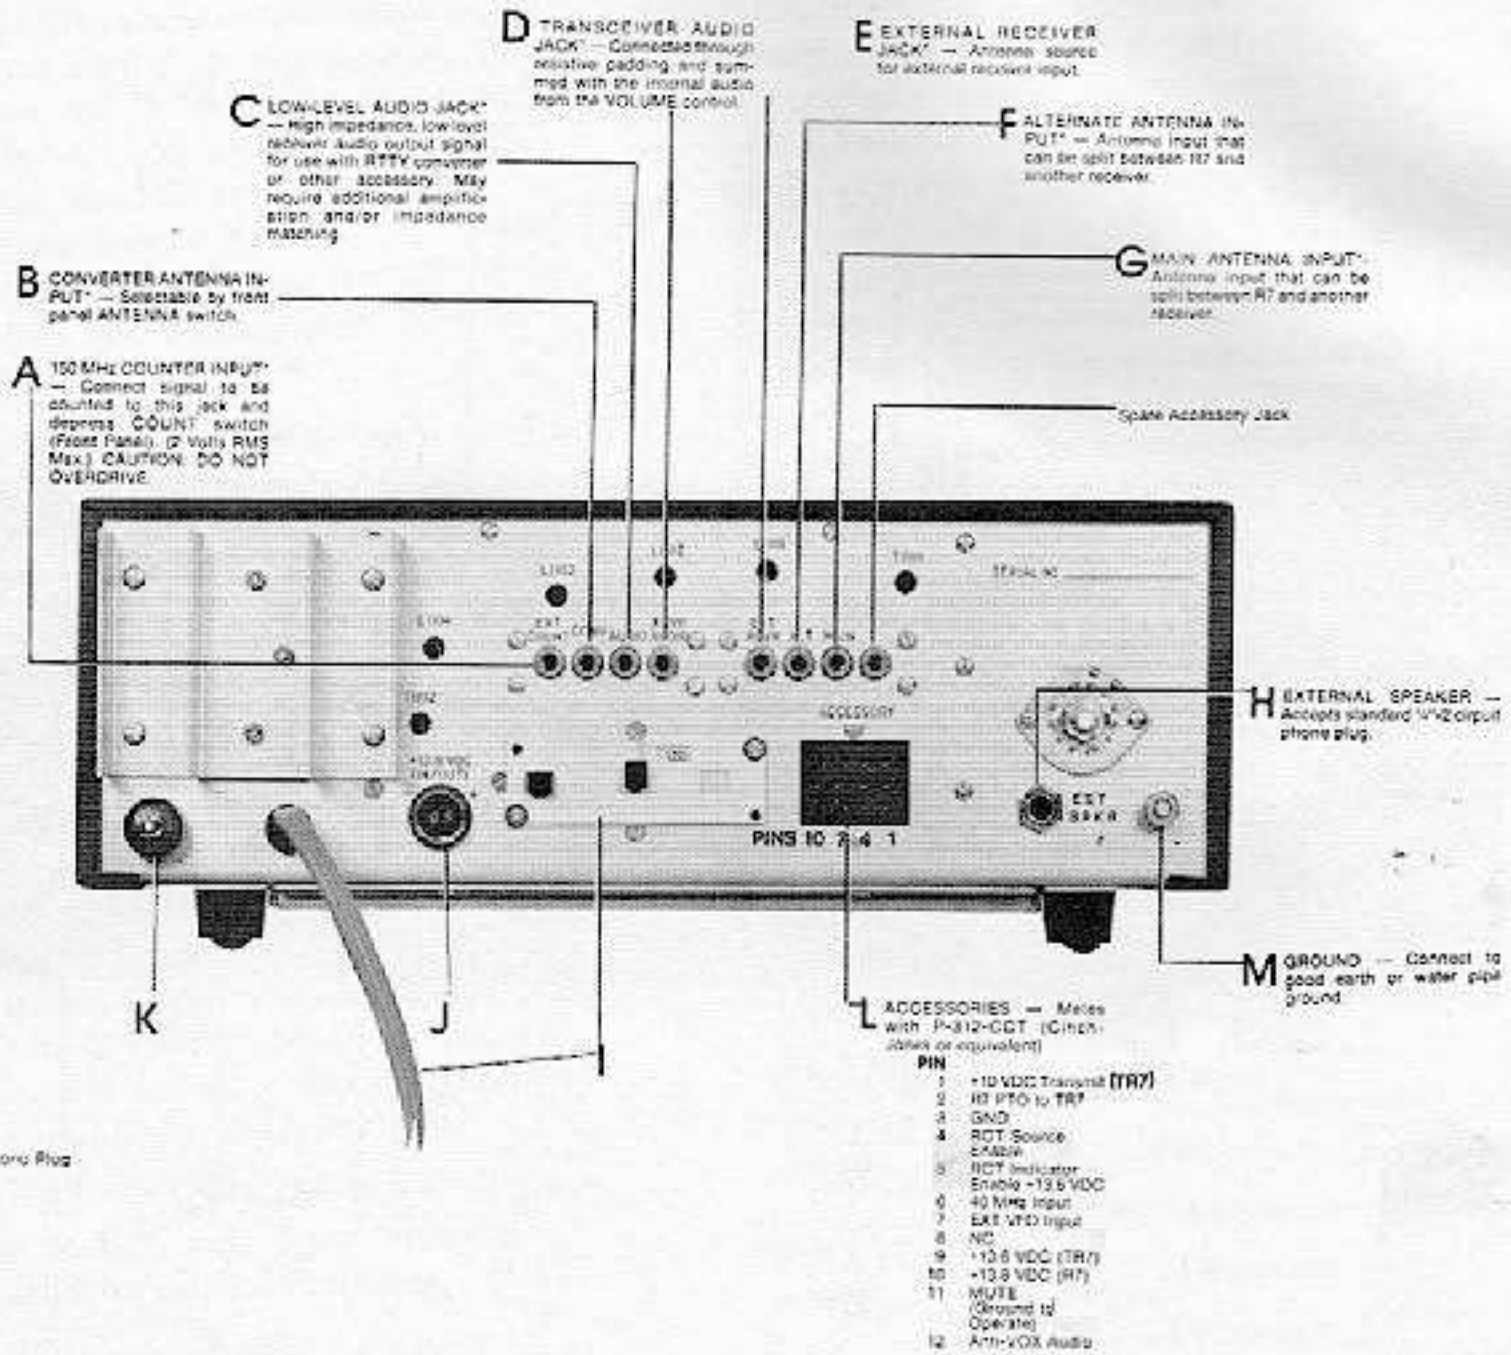 D TRANSCEIVER AUDIO
JACK* — Connected through
resistive padding and sum-
med with the internal audio
from the VOLUME control.
E EXTERNAL RECEIVER
JACK* — Antenna source
for external receiver input.
C LOW-LEVEL AUDIO JACK*
— High impedance, low-level
receiver audio output signal
for use with RTTY converter
or other accessory. May
require additional amplific-
ation and/or impedance
matching.
F ALTERNATE ANTENNA IN-
PUT* — Antenna input that
can be split between R7 and
another receiver.
B CONVERTER ANTENNA IN-
PUT* — Selectable by front
panel ANTENNA switch.
G MAIN ANTENNA INPUT* -
Antenna input that can be
split between R7 and another
receiver.
A 150 MHz COUNTER INPUT*
— Connect signal to be
counted to this jack and
depress COUNT switch
(Front Panel). (2 Volts RMS
Max.) CAUTION: DO NOT
OVERDRIVE.
Spare Accessory Jack
SERIAL NO.
EXT
COUNT
CONV
AUDIO
EXT
RCVR
ALT
MAIN
ACCESSORY
H EXTERNAL SPEAKER —
Accepts standard ¼"-2 circuit
phone plug.
EXT
SPKR
PINS 10 7 4 1
M GROUND — Connect to
good earth or water pipe
ground.
K
J
I
L ACCESSORIES — Mates
with P-312-CCT (Cinch-
Jones or equivalent)
PIN
1 +10 VDC Transmit (TR7)
2 R7 PTO to TR7
3 GND
4 RCT Source
Enable
5 RCT Indicator
Enable +13.6 VDC
6 40 MHz Input
7 EXT VFO Input
8 NC
9 +13.6 VDC (TR7)
10 +13.8 VDC (R7)
11 MUTE
(Ground to
Operate)
12 Anti-VOX Audio
Plug